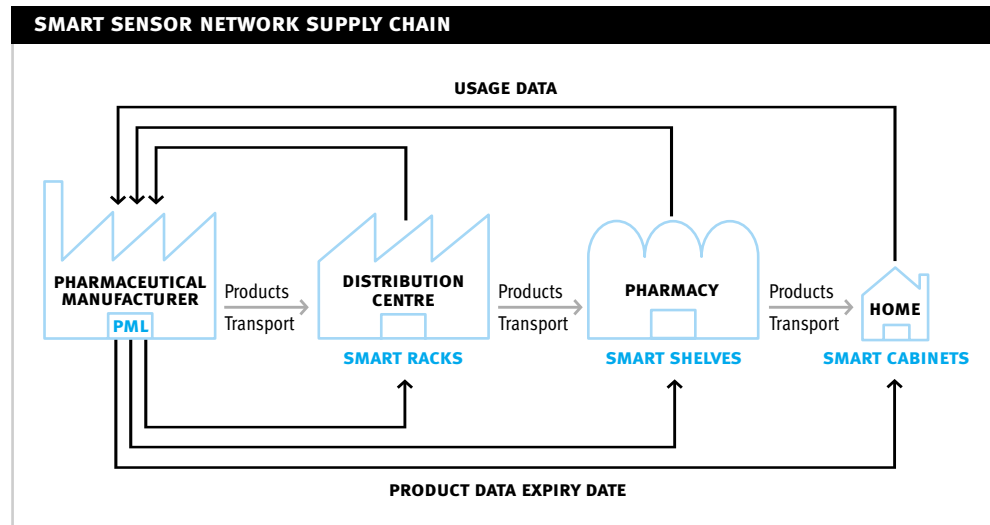 SMART SENSOR NETWORK SUPPLY CHAIN
USAGE DATA
PHARMACEUTICAL
MANUFACTURER
PML
Products
Transport
DISTRIBUTION
CENTRE
SMART RACKS
Products
Transport
PHARMACY
SMART SHELVES
Products
Transport
HOME
SMART CABINETS
PRODUCT DATA EXPIRY DATE